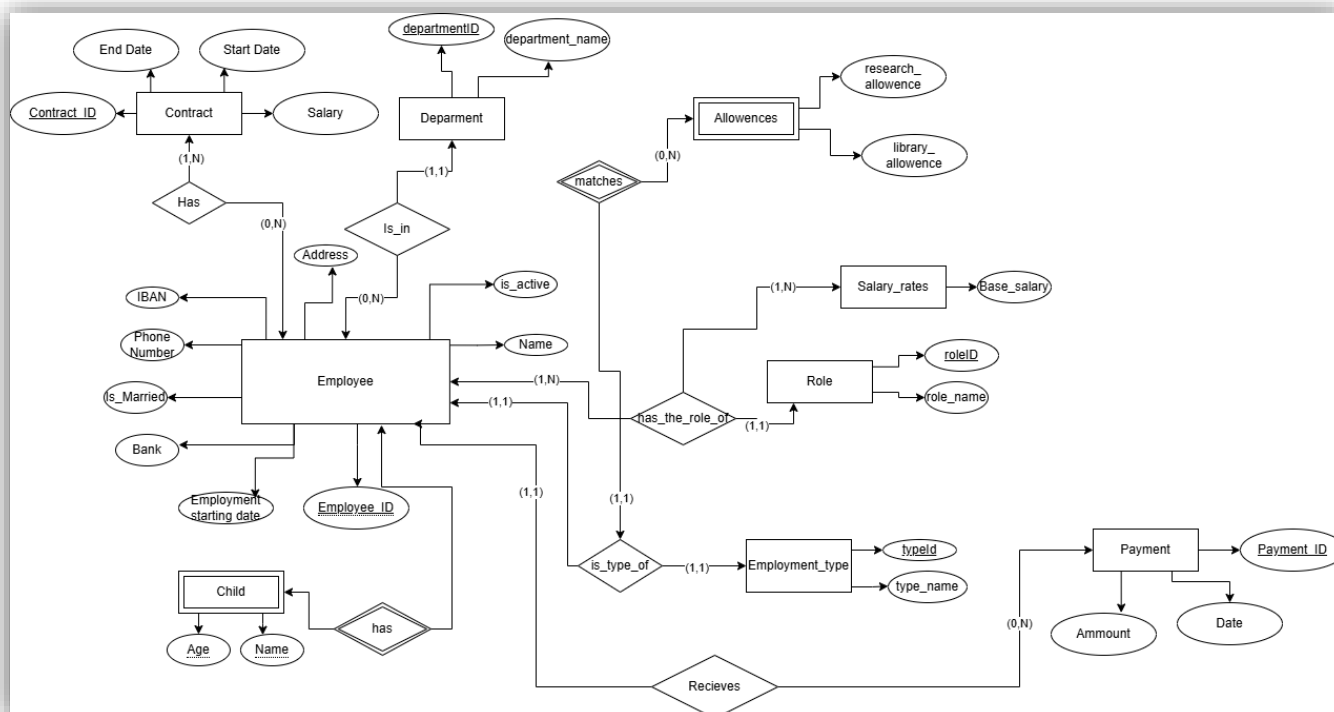 departmentID
End Date
Start Date
department_name
Contract_ID
Contract
Salary
Deparment
(1,N)
(1,1)
Has
Is_in
(0,N)
(0,N)
research_
allowence
Allowences
(0,N)
library_
allowence
matches
Address
IBAN
is_active
Phone
Number
Name
Employee
Is_Married
Bank
Employment
starting date
Employee_ID
(1,N)
Salary_rates
Base_salary
(1,N)
(1,1)
has_the_role_of
(1,1)
Role
roleID
role_name
(1,1)
(1,1)
is_type_of
(1,1)
Employment_type
typeId
type_name
Payment
Payment_ID
Ammount
Date
(0,N)
Child
Age
Name
has
Recieves